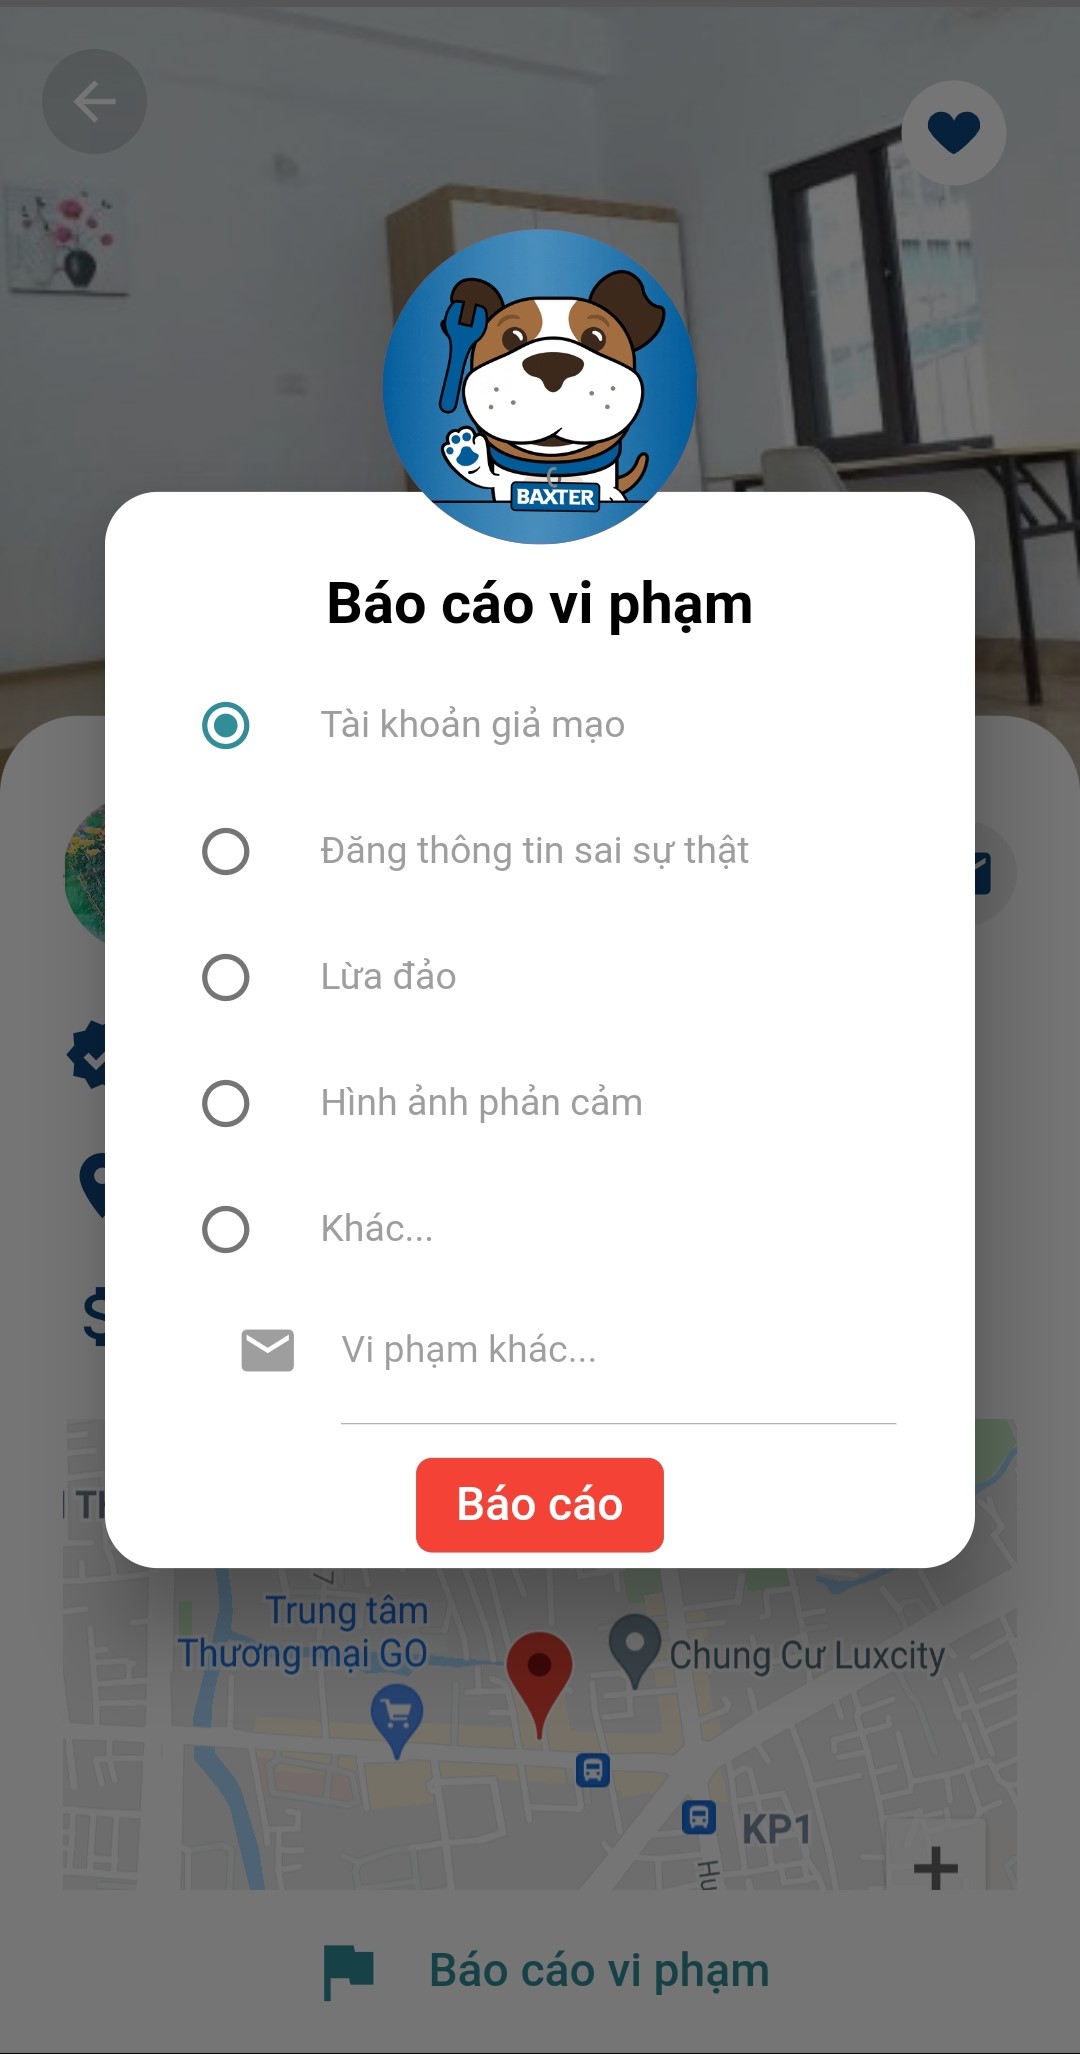 BAXTER
Báo cáo vi phạm
Tài khoản giả mạo
Đăng thông tin sai sự thật
Lừa đảo
Hình ảnh phản cảm
Khác...
Vi phạm khác...
Báo cáo
Trung tâm
Thương mại GO
Chung Cư Luxcity
KP1
Báo cáo vi phạm